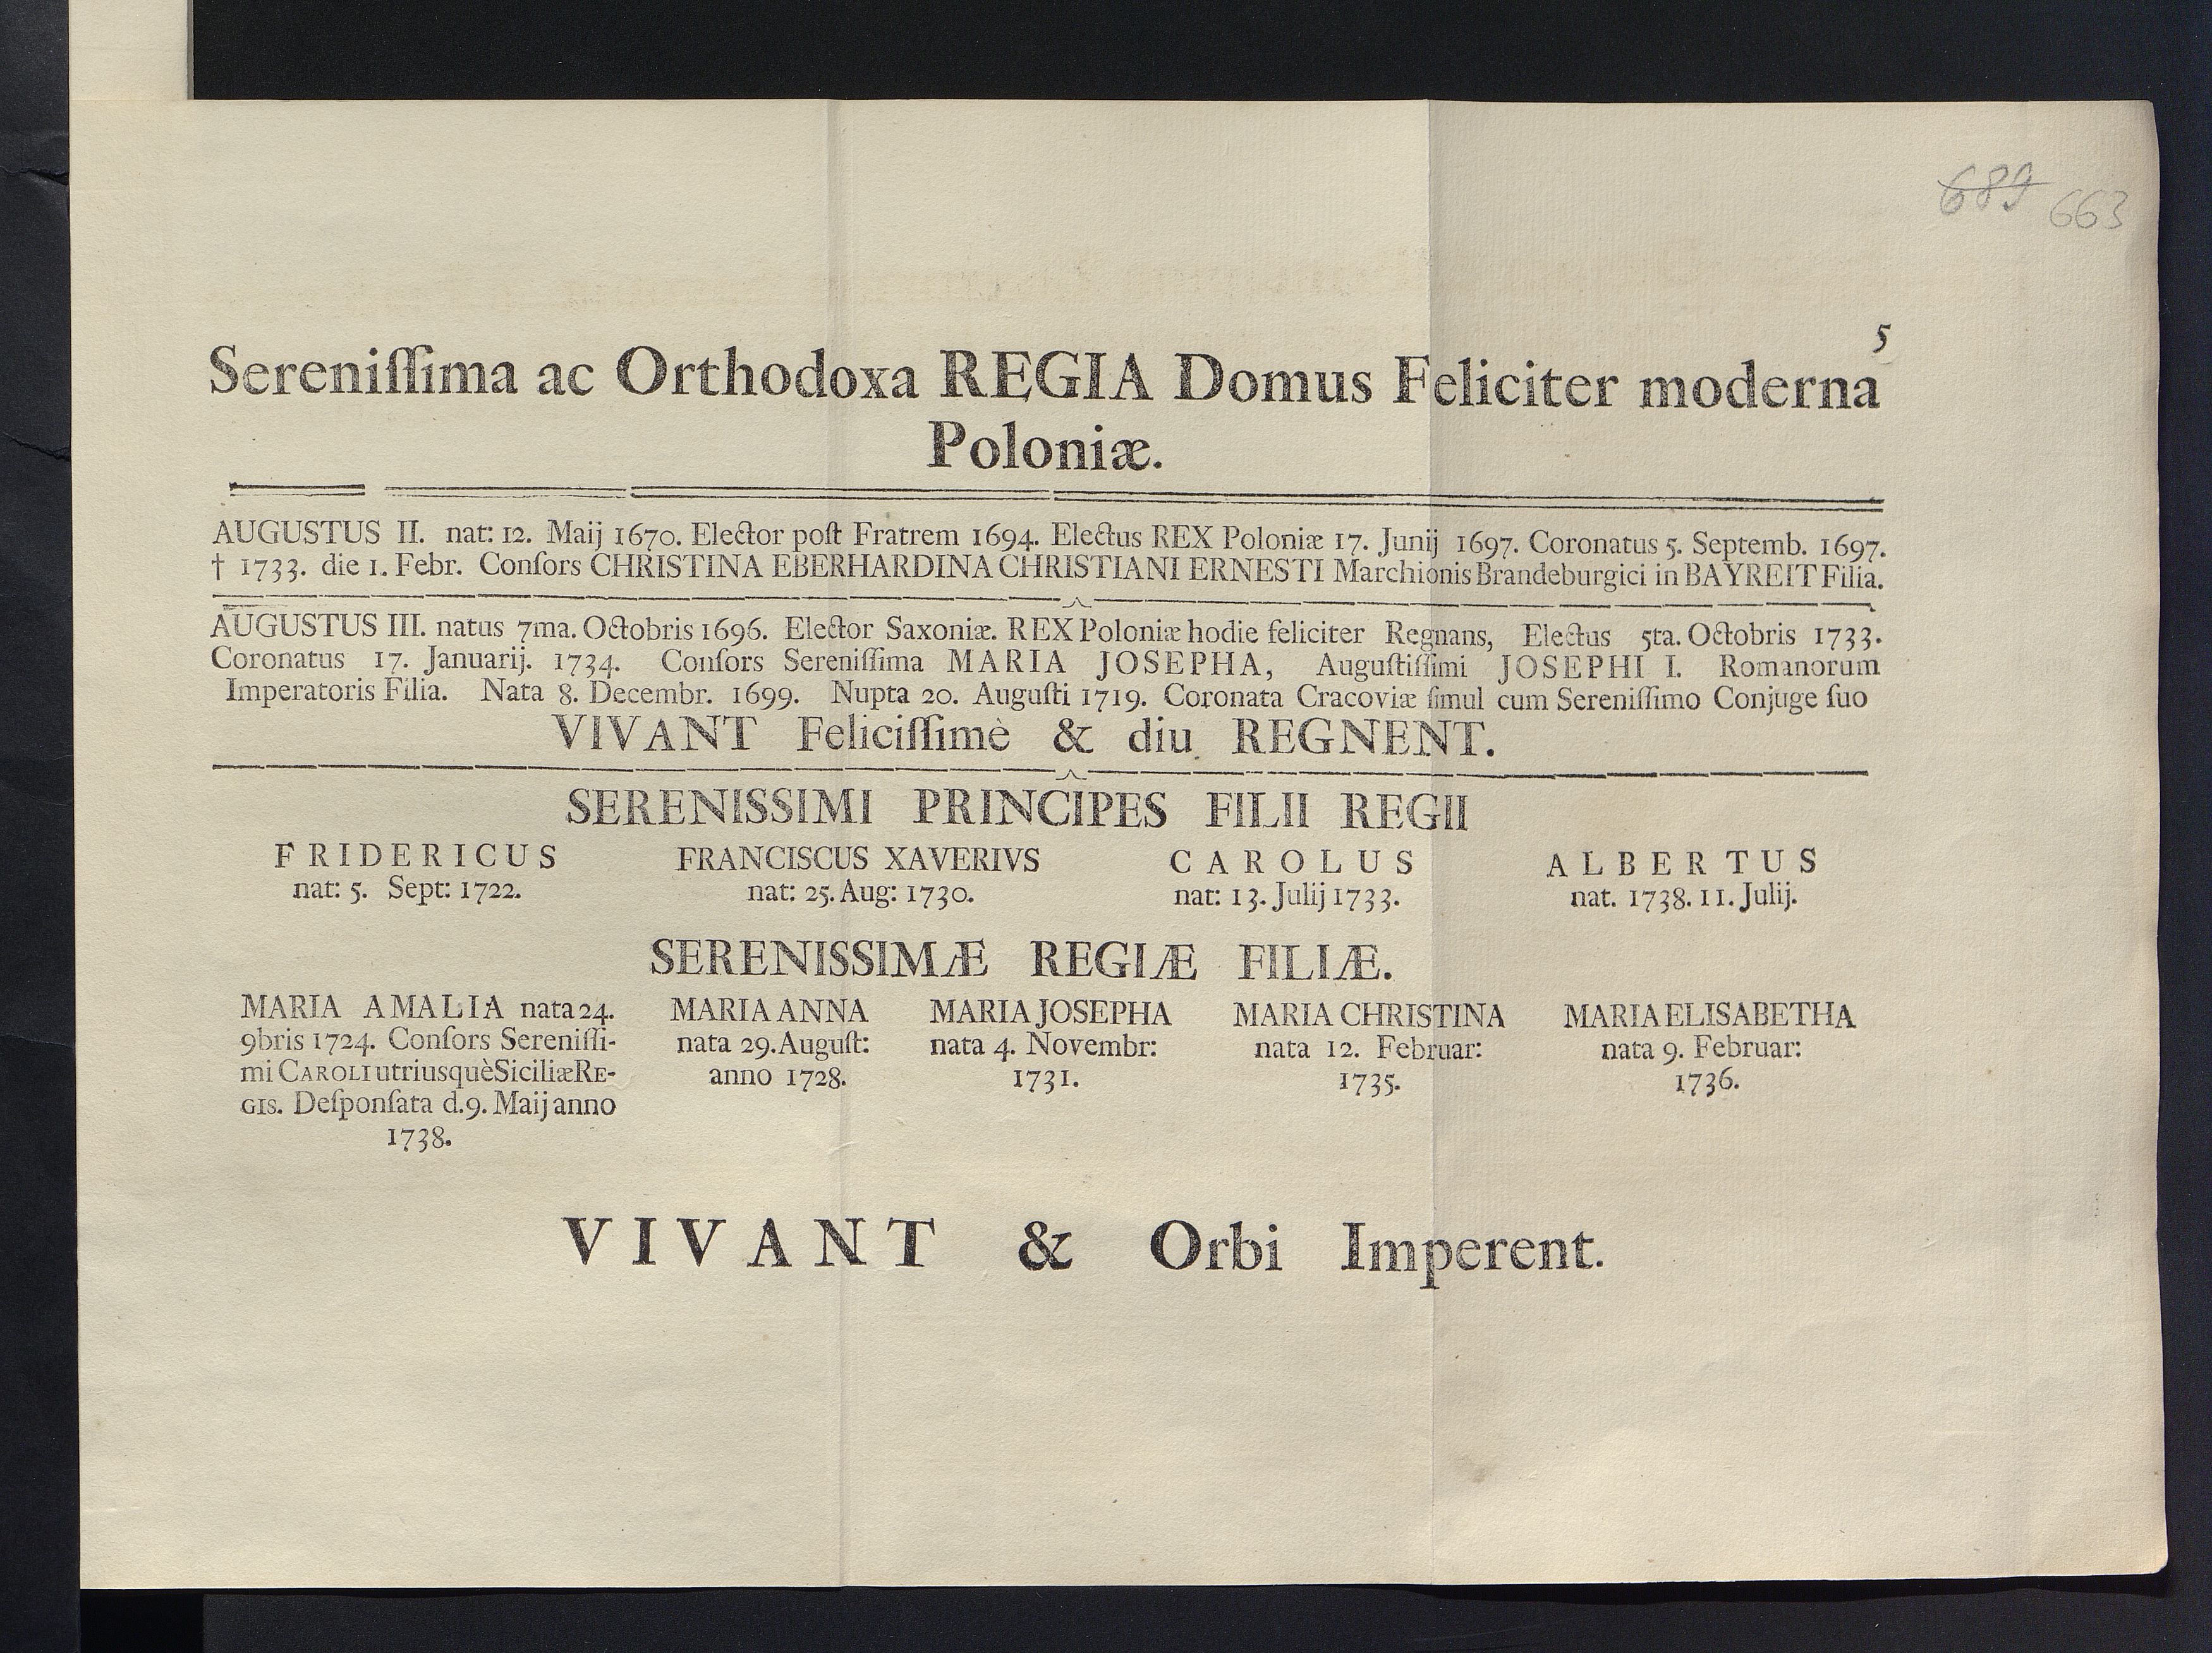 689 663
5
Sereniſſima ac Orthodoxa REGIA Domus Feliciter moderna
Poloniæ.
AUGUSTUS II. nat: 12. Maij 1670. Elector poſt Fratrem 1694. Electus REX Poloniæ 17. Junij 1697. Coronatus 5. Septemb. 1697.
† 1733. die 1. Febr. Conſors CHRISTINA EBERHARDINA CHRISTIANI ERNESTI Marchionis Brandeburgici in BAYREIT Filia.
AUGUSTUS III. natus 7ma. Octobris 1696. Elector Saxoniæ. REX Poloniæ hodie feliciter Regnans, Electus 5ta. Octobris 1733.
Coronatus 17. Januarij. 1734. Conſors Sereniſſima MARIA JOSEPHA, Auguſtiſſimi JOSEPHI I. Romanorum
Imperatoris Filia. Nata 8. Decembr. 1699. Nupta 20. Auguſti 1719. Coronata Cracoviæ ſimul cum Sereniſſimo Conjuge ſuo
VIVANT Feliciſſimè & diu REGNENT.
SERENISSIMI PRINCIPES FILII REGII
FRIDERICUS FRANCISCUS XAVERIVS CAROLUS ALBERTUS
nat: 5. Sept: 1722. nat: 25. Aug: 1730. nat: 13. Julij 1733. nat. 1738. 11. Julij.
SERENISSIMÆ REGIÆ FILIÆ.
MARIA AMALIA nata 24.
9bris 1724. Conſors Sereniſſi-
mi CAROLI utriusquè Siciliæ RE-
GIS. Deſponſata d. 9. Maij anno
1738.
MARIA ANNA
nata 29. Auguſt:
anno 1728.
MARIA JOSEPHA
nata 4. Novembr:
1731.
MARIA CHRISTINA
nata 12. Februar:
1735.
MARIA ELISABETHA
nata 9. Februar:
1736.
VIVANT & Orbi Imperent.